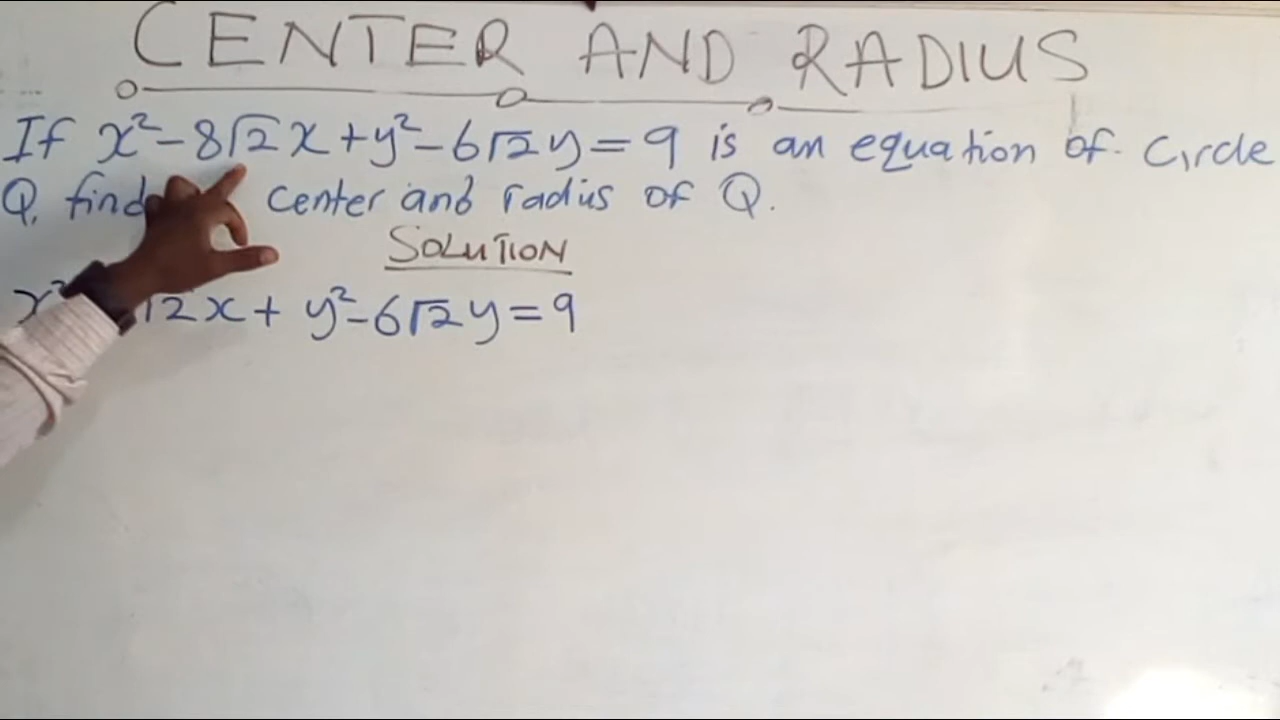 CENTER AND RADIUS
If x²-8√2x+y²-6√2y=9 is an equation of circle
Q, find center and radius of Q.
SOLUTION
x² √2x+ y²-6√2y=9